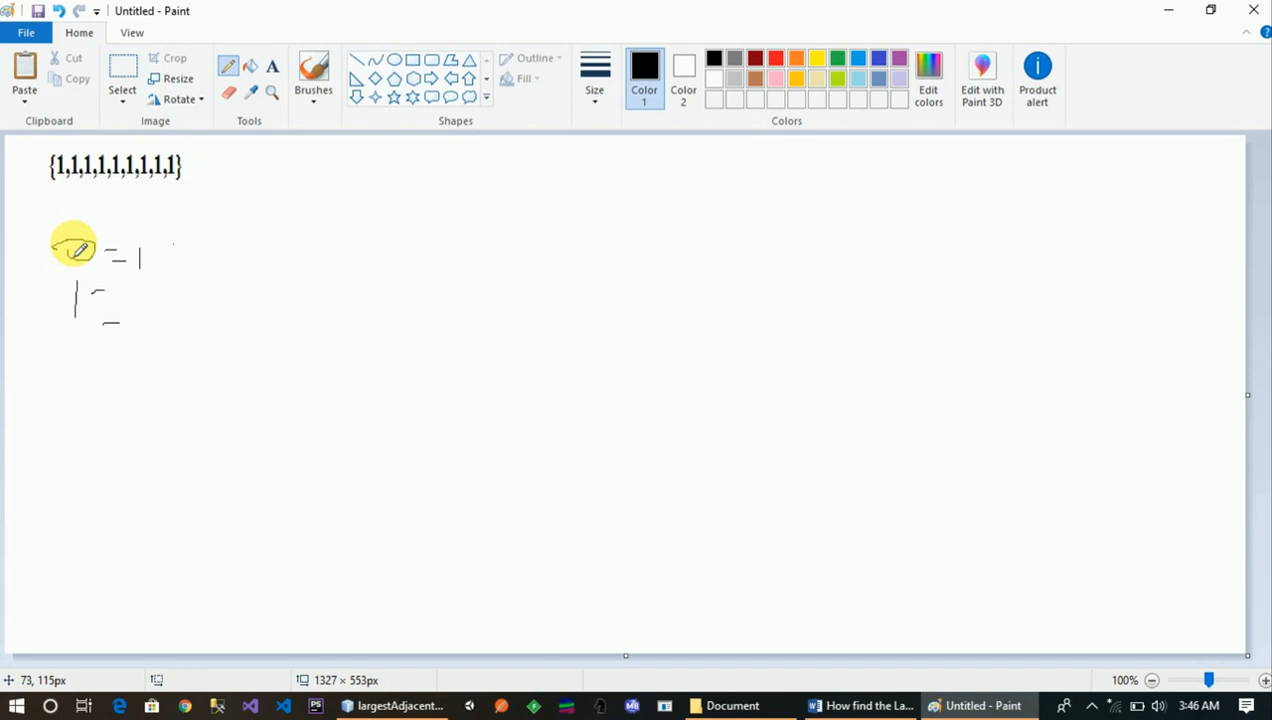 Untitled - Paint
File Home View
Paste
Cut
Copy
Clipboard
Select
Crop
Resize
Rotate
Image
A
Tools
Brushes
Outline
Fill
Shapes
Size
Color 1
Color 2
Colors
Edit colors
Edit with Paint 3D
Product alert
{1,1,1,1,1,1,1,1,1}
= 1
1 =
73, 115px
1327 × 553px
100%
largestAdjacent...
Document
How find the La...
Untitled - Paint
3:46 AM